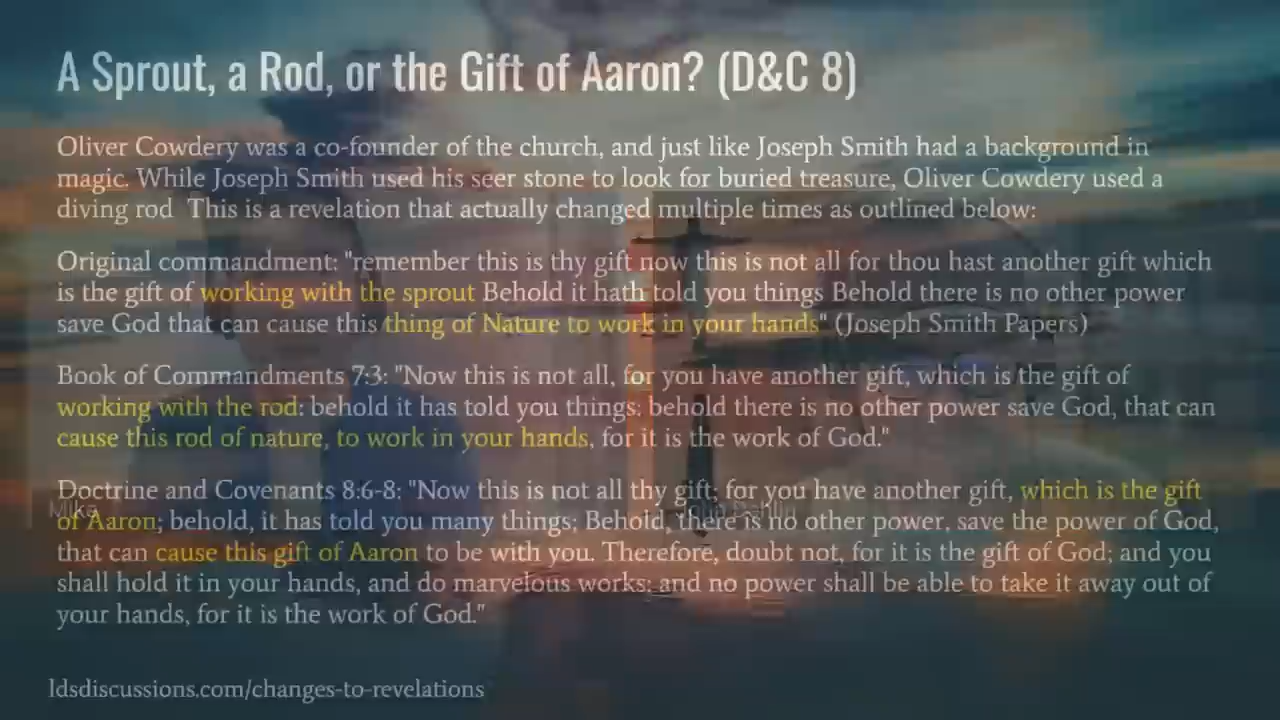 A Sprout, a Rod, or the Gift of Aaron? (D&C 8)
Oliver Cowdery was a co-founder of the church, and just like Joseph Smith had a background in
magic. While Joseph Smith used his seer stone to look for buried treasure, Oliver Cowdery used a
diving rod This is a revelation that actually changed multiple times as outlined below:
Original commandment: "remember this is thy gift now this is not all for thou hast another gift which
is the gift of working with the sprout Behold it hath told you things Behold there is no other power
save God that can cause this thing of Nature to work in your hands" (Joseph Smith Papers)
Book of Commandments 7:3: "Now this is not all, for you have another gift, which is the gift of
working with the rod: behold it has told you things: behold there is no other power save God, that can
cause this rod of nature, to work in your hands, for it is the work of God."
Doctrine and Covenants 8:6-8: "Now this is not all thy gift; for you have another gift, which is the gift
of Aaron; behold, it has told you many things; Behold, there is no other power, save the power of God,
that can cause this gift of Aaron to be with you. Therefore, doubt not, for it is the gift of God; and you
shall hold it in your hands, and do marvelous works; and no power shall be able to take it away out of
your hands, for it is the work of God."
Mike
ldsdiscussions.com/changes-to-revelations